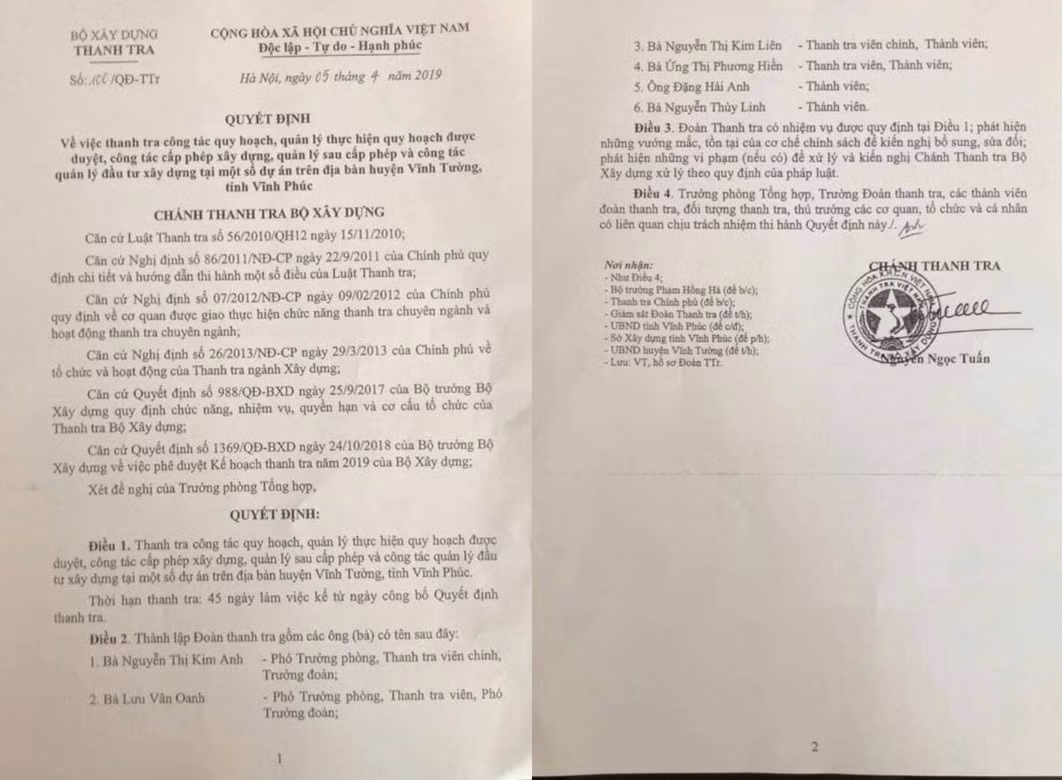 BỘ XÂY DỰNG
THANH TRA
CỘNG HÒA XÃ HỘI CHỦ NGHĨA VIỆT NAM
Độc lập - Tự do - Hạnh phúc
Số: 100 /QĐ-TTr
Hà Nội, ngày 05 tháng 4 năm 2019
QUYẾT ĐỊNH
Về việc thanh tra công tác quy hoạch, quản lý thực hiện quy hoạch được
duyệt, công tác cấp phép xây dựng, quản lý sau cấp phép và công tác
quản lý đầu tư xây dựng tại một số dự án trên địa bàn huyện Vĩnh Tường,
tỉnh Vĩnh Phúc
CHÁNH THANH TRA BỘ XÂY DỰNG
Căn cứ Luật Thanh tra số 56/2010/QH12 ngày 15/11/2010;
Căn cứ Nghị định số 86/2011/NĐ-CP ngày 22/9/2011 của Chính phủ quy
định chi tiết và hướng dẫn thi hành một số điều của Luật Thanh tra;
Căn cứ Nghị định số 07/2012/NĐ-CP ngày 09/02/2012 của Chính phủ
quy định về cơ quan được giao thực hiện chức năng thanh tra chuyên ngành và
hoạt động thanh tra chuyên ngành;
Căn cứ Nghị định số 26/2013/NĐ-CP ngày 29/3/2013 của Chính phủ về
tổ chức và hoạt động của Thanh tra ngành Xây dựng;
Căn cứ Quyết định số 988/QĐ-BXD ngày 25/9/2017 của Bộ trưởng Bộ
Xây dựng quy định chức năng, nhiệm vụ, quyền hạn và cơ cấu tổ chức của
Thanh tra Bộ Xây dựng;
Căn cứ Quyết định số 1369/QĐ-BXD ngày 24/10/2018 của Bộ trưởng Bộ
Xây dựng về việc phê duyệt Kế hoạch thanh tra năm 2019 của Bộ Xây dựng;
Xét đề nghị của Trưởng phòng Tổng hợp,
QUYẾT ĐỊNH:
Điều 1. Thanh tra công tác quy hoạch, quản lý thực hiện quy hoạch được
duyệt, công tác cấp phép xây dựng, quản lý sau cấp phép và công tác quản lý đầu
tư xây dựng tại một số dự án trên địa bàn huyện Vĩnh Tường, tỉnh Vĩnh Phúc.
Thời hạn thanh tra: 45 ngày làm việc kể từ ngày công bố Quyết định
thanh tra.
Điều 2. Thành lập Đoàn thanh tra gồm các ông (bà) có tên sau đây:
1. Bà Nguyễn Thị Kim Anh - Phó Trưởng phòng, Thanh tra viên chính,
Trưởng đoàn;
2. Bà Lưu Vân Oanh - Phó Trưởng phòng, Thanh tra viên, Phó
Trưởng đoàn;
1
3. Bà Nguyễn Thị Kim Liên - Thanh tra viên chính, Thành viên;
4. Bà Ứng Thị Phương Hiền - Thanh tra viên, Thành viên;
5. Ông Đặng Hải Anh - Thành viên;
6. Bà Nguyễn Thùy Linh - Thành viên.
Điều 3. Đoàn Thanh tra có nhiệm vụ được quy định tại Điều 1; phát hiện
những vướng mắc, tồn tại của cơ chế chính sách để kiến nghị bổ sung, sửa đổi;
phát hiện những vi phạm (nếu có) để xử lý và kiến nghị Chánh Thanh tra Bộ
Xây dựng xử lý theo quy định của pháp luật.
Điều 4. Trưởng phòng Tổng hợp, Trưởng Đoàn thanh tra, các thành viên
đoàn thanh tra, đối tượng thanh tra, thủ trưởng các cơ quan, tổ chức và cá nhân
có liên quan chịu trách nhiệm thi hành Quyết định này./.
Nơi nhận:
- Như Điều 4;
- Bộ trưởng Phạm Hồng Hà (để b/c);
- Thanh tra Chính phủ (để b/c);
- Giám sát Đoàn Thanh tra (để t/h);
- UBND tỉnh Vĩnh Phúc (để c/đ);
- Sở Xây dựng tỉnh Vĩnh Phúc (để p/h);
- UBND huyện Vĩnh Tường (để t/h);
- Lưu: VT, hồ sơ Đoàn TTr.
CHÁNH THANH TRA
Nguyễn Ngọc Tuấn
2